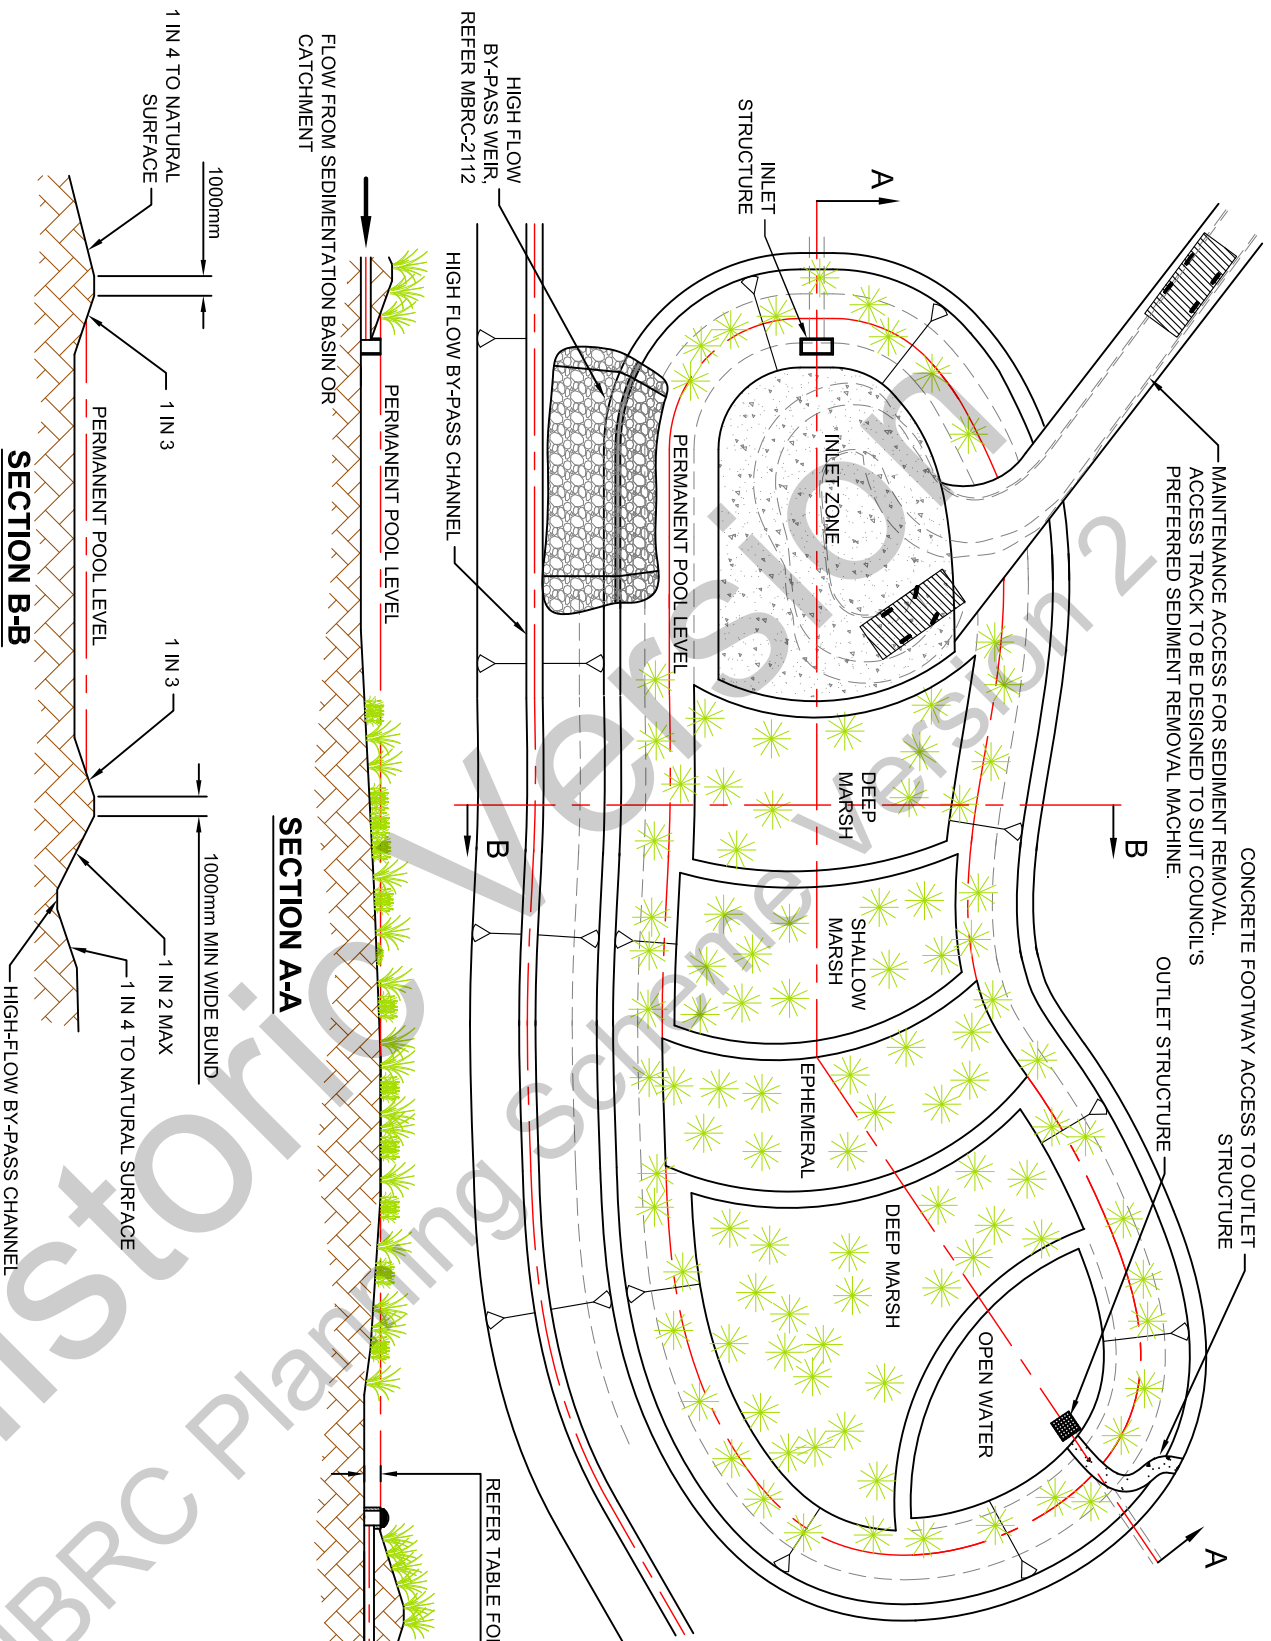 MAINTENANCE ACCESS FOR SEDIMENT REMOVAL.
ACCESS TRACK TO BE DESIGNED TO SUIT COUNCIL'S
PREFERRED SEDIMENT REMOVAL MACHINE.
CONCRETE FOOTWAY ACCESS TO OUTLET
STRUCTURE
OUTLET STRUCTURE
A
B
A
INLET
STRUCTURE
INLET ZONE
DEEP
MARSH
SHALLOW
MARSH
EPHEMERAL
DEEP MARSH
OPEN WATER
PERMANENT POOL LEVEL
HIGH FLOW
BY-PASS WEIR,
REFER MBRC-2112
HIGH FLOW BY-PASS CHANNEL
B
FLOW FROM SEDIMENTATION BASIN OR
CATCHMENT
PERMANENT POOL LEVEL
REFER TABLE FO
SECTION A-A
1 IN 4 TO NATURAL
SURFACE
1000mm
1 IN 3
PERMANENT POOL LEVEL
1 IN 3
1000mm MIN WIDE BUND
1 IN 2 MAX
1 IN 4 TO NATURAL SURFACE
HIGH-FLOW BY-PASS CHANNEL
SECTION B-B
istoric Version
MBRC Planning Scheme Version 2